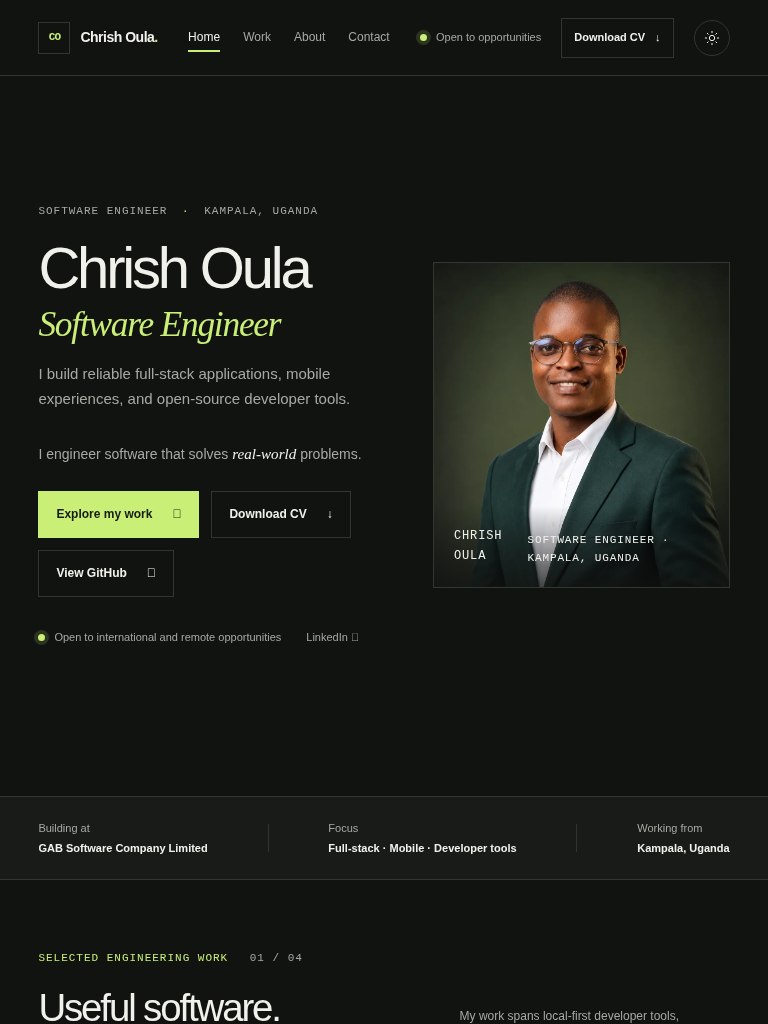 co Chrish Oula. Home Work About Contact Open to opportunities Download CV ↓
SOFTWARE ENGINEER · KAMPALA, UGANDA
Chrish Oula
Software Engineer
I build reliable full-stack applications, mobile
experiences, and open-source developer tools.
I engineer software that solves real-world problems.
Explore my work
Download CV ↓
View GitHub
Open to international and remote opportunities LinkedIn
CHRISH
OULA
SOFTWARE ENGINEER ·
KAMPALA, UGANDA
Building at
GAB Software Company Limited
Focus
Full-stack · Mobile · Developer tools
Working from
Kampala, Uganda
SELECTED ENGINEERING WORK 01 / 04
Useful software.
My work spans local-first developer tools,